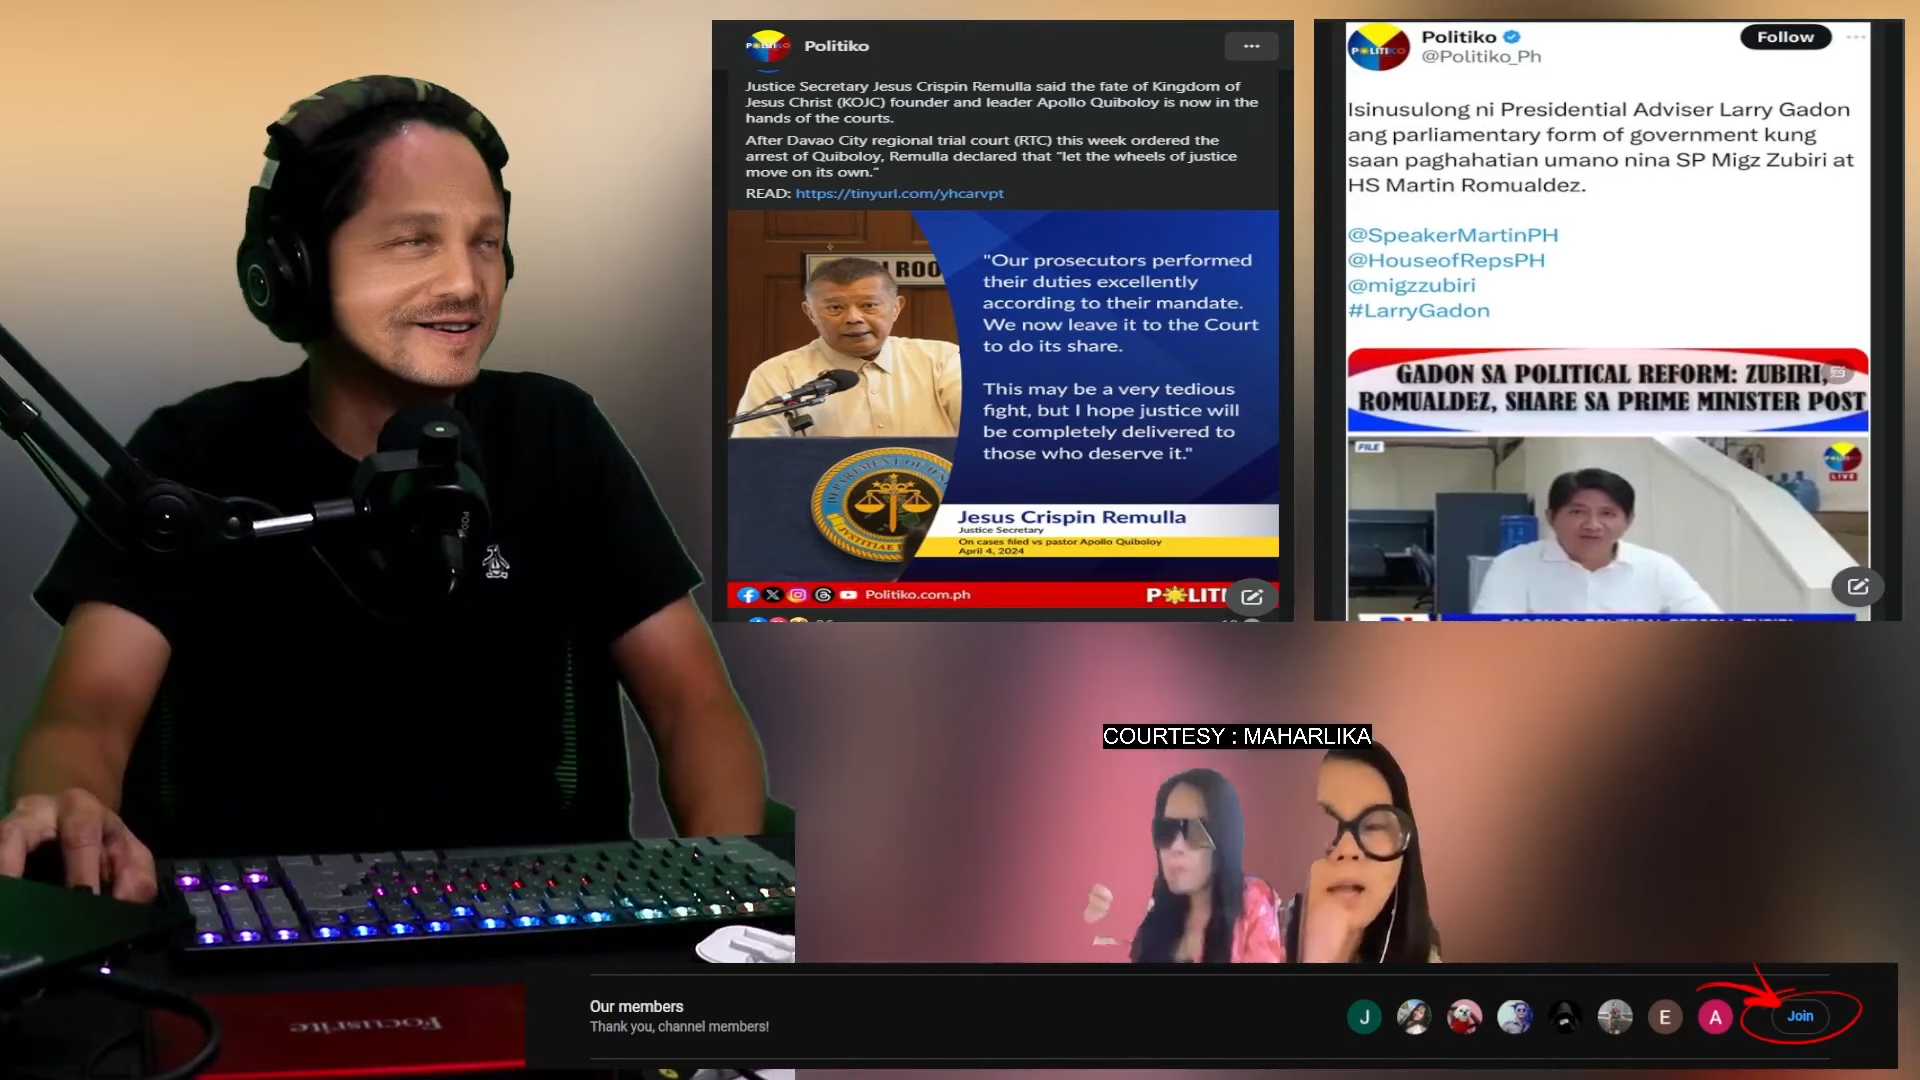 Politiko
Justice Secretary Jesus Crispin Remulla said the fate of Kingdom of
Jesus Christ (KOJC) founder and leader Apollo Quiboloy is now in the
hands of the courts.
After Davao City regional trial court (RTC) this week ordered the
arrest of Quiboloy, Remulla declared that "let the wheels of justice
move on its own."
READ: https://tinyurl.com/yhcarvpt
ROO
"Our prosecutors performed
their duties excellently
according to their mandate.
We now leave it to the Court
to do its share.
This may be a very tedious
fight, but I hope justice will
be completely delivered to
those who deserve it."
Jesus Crispin Remulla
Justice Secretary
On cases filed vs pastor Apollo Quiboloy
April 4, 2024
Politiko.com.ph
POLITI
Politiko
@Politiko_Ph
Follow
Isinusulong ni Presidential Adviser Larry Gadon
ang parliamentary form of government kung
saan paghahatian umano nina SP Migz Zubiri at
HS Martin Romualdez.
@SpeakerMartinPH
@HouseofRepsPH
@migzzubiri
#LarryGadon
GADON SA POLITICAL REFORM: ZUBIRI,
ROMUALDEZ, SHARE SA PRIME MINISTER POST
FILE
LIVE
COURTESY : MAHARLIKA
Our members
Thank you, channel members!
J
E
A
Join
Focusrite